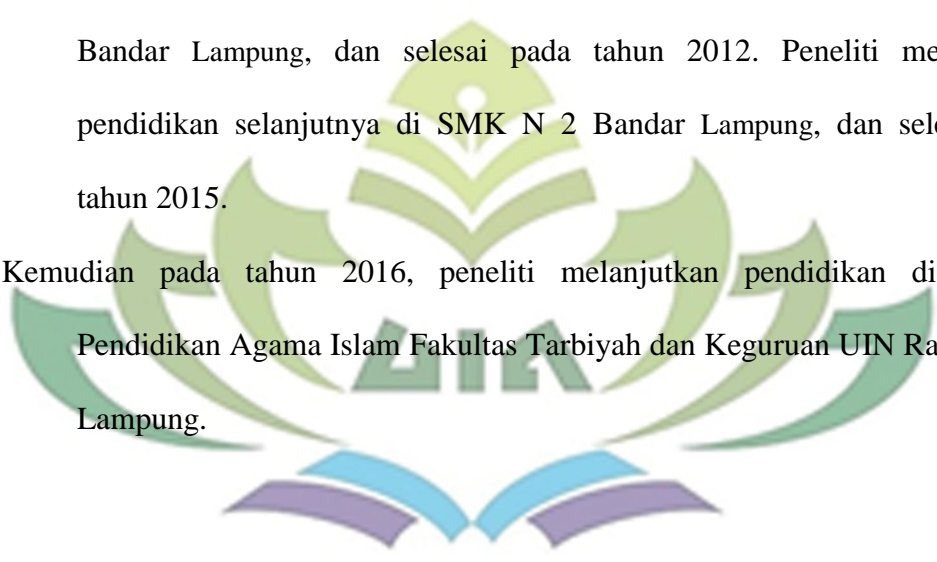 Bandar Lampung, dan selesai pada tahun 2012. Peneliti me
pendidikan selanjutnya di SMK N 2 Bandar Lampung, dan sel
tahun 2015.
Kemudian pada tahun 2016, peneliti melanjutkan pendidikan di
Pendidikan Agama Islam Fakultas Tarbiyah dan Keguruan UIN Ra
Lampung.